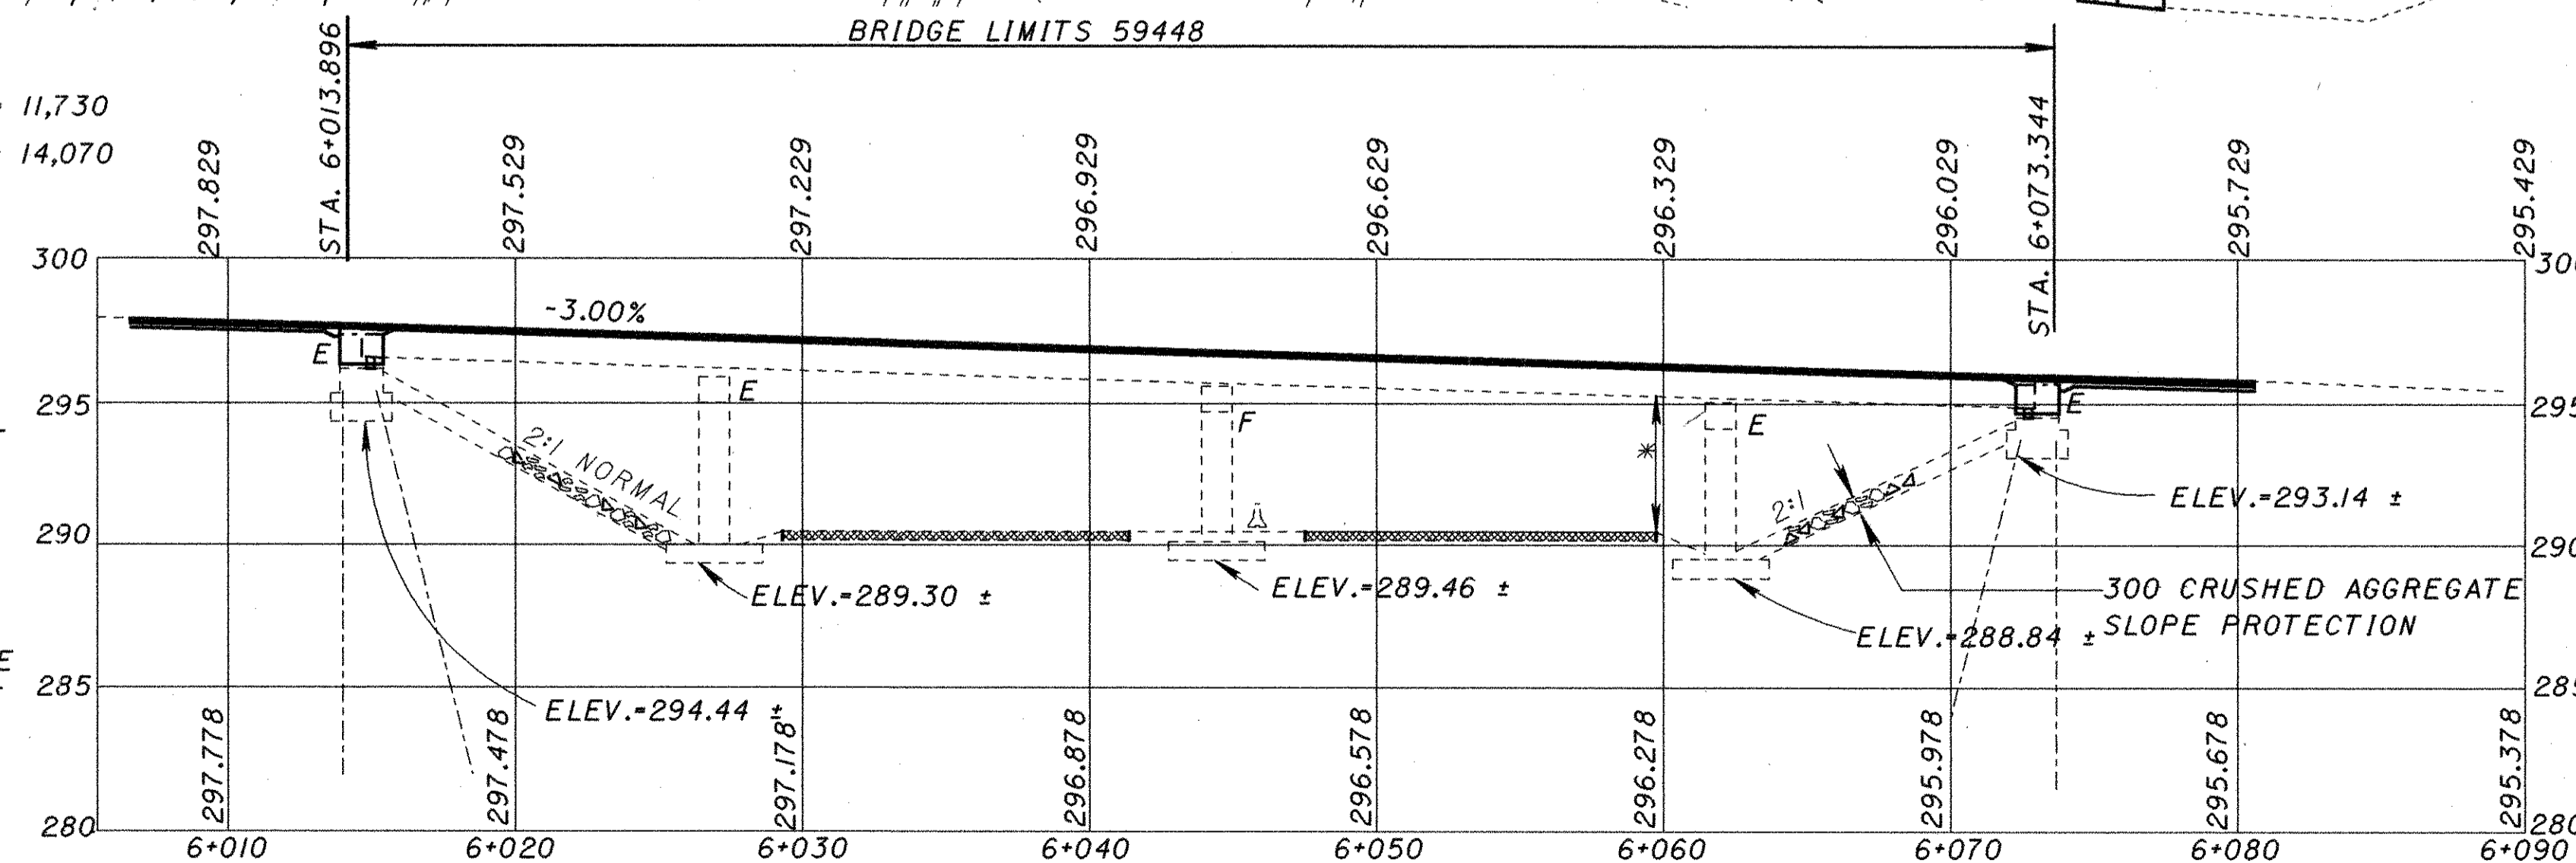 BRIDGE LIMITS 59448
STA. 6+013.896
STA. 6+073.344
11,730
14,070
297.829
297.529
297.229
296.929
296.629
296.329
296.029
295.729
295.429
300
-3.00%
E
E
F
E
E
295
295
2:1 NORMAL
*
2:1
ELEV.=293.14 ±
290
ELEV.=289.30 ±
ELEV.=289.46 ±
300 CRUSHED AGGREGATE
SLOPE PROTECTION
ELEV.=288.84 ±
E
285
ELEV.=294.44 ±
297.778
297.478
297.178
296.878
296.578
296.278
295.978
295.678
295.378
280
6+010
6+020
6+030
6+040
6+050
6+060
6+070
6+080
6+090